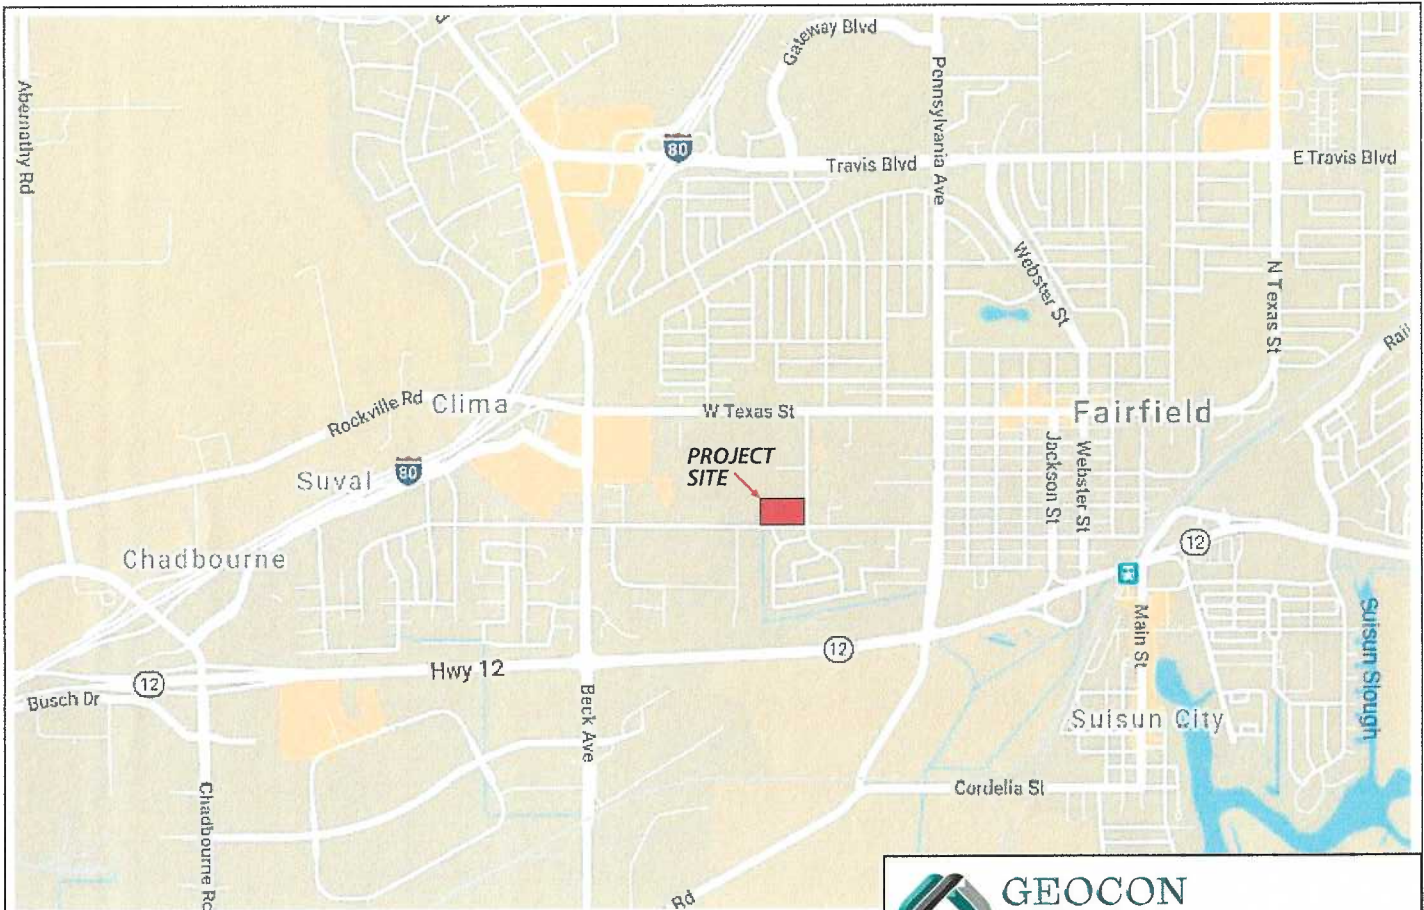 Gateway Blvd
Abernathy Rd
Pennsylvania Ave
80
Travis Blvd
E Travis Blvd
Webster St
N Texas St
Rockville Rd
Clima
W Texas St
Fairfield
Suval
80
PROJECT
SITE
Jackson St
Webster St
12
Chadbourne
Main St
Suisun Slough
12
12
Hwy 12
Busch Dr
Beck Ave
Suisun City
Cordelia St
Chadbourne
Rd
GEOCON